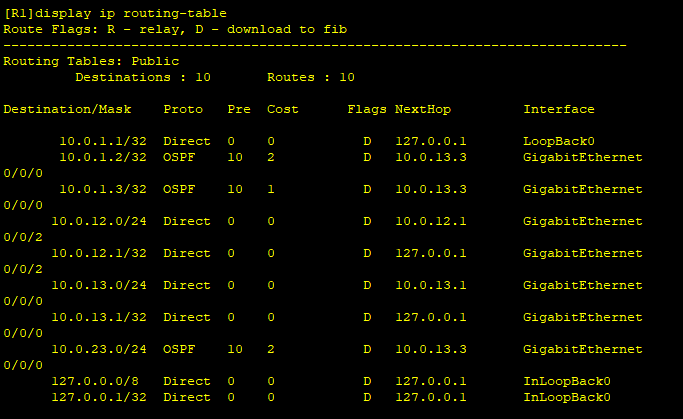 [R1]display ip routing-table
Route Flags: R - relay, D - download to fib
------------------------------------------------------------------------------
Routing Tables: Public
         Destinations : 10       Routes : 10

Destination/Mask    Proto  Pre  Cost      Flags NextHop         Interface

       10.0.1.1/32  Direct  0    0           D   127.0.0.1       LoopBack0
       10.0.1.2/32  OSPF    10   2           D   10.0.13.3       GigabitEthernet
0/0/0
       10.0.1.3/32  OSPF    10   1           D   10.0.13.3       GigabitEthernet
0/0/0
      10.0.12.0/24  Direct  0    0           D   10.0.12.1       GigabitEthernet
0/0/2
      10.0.12.1/32  Direct  0    0           D   127.0.0.1       GigabitEthernet
0/0/2
      10.0.13.0/24  Direct  0    0           D   10.0.13.1       GigabitEthernet
0/0/0
      10.0.13.1/32  Direct  0    0           D   127.0.0.1       GigabitEthernet
0/0/0
      10.0.23.0/24  OSPF    10   2           D   10.0.13.3       GigabitEthernet
0/0/0
      127.0.0.0/8   Direct  0    0           D   127.0.0.1       InLoopBack0
      127.0.0.1/32  Direct  0    0           D   127.0.0.1       InLoopBack0